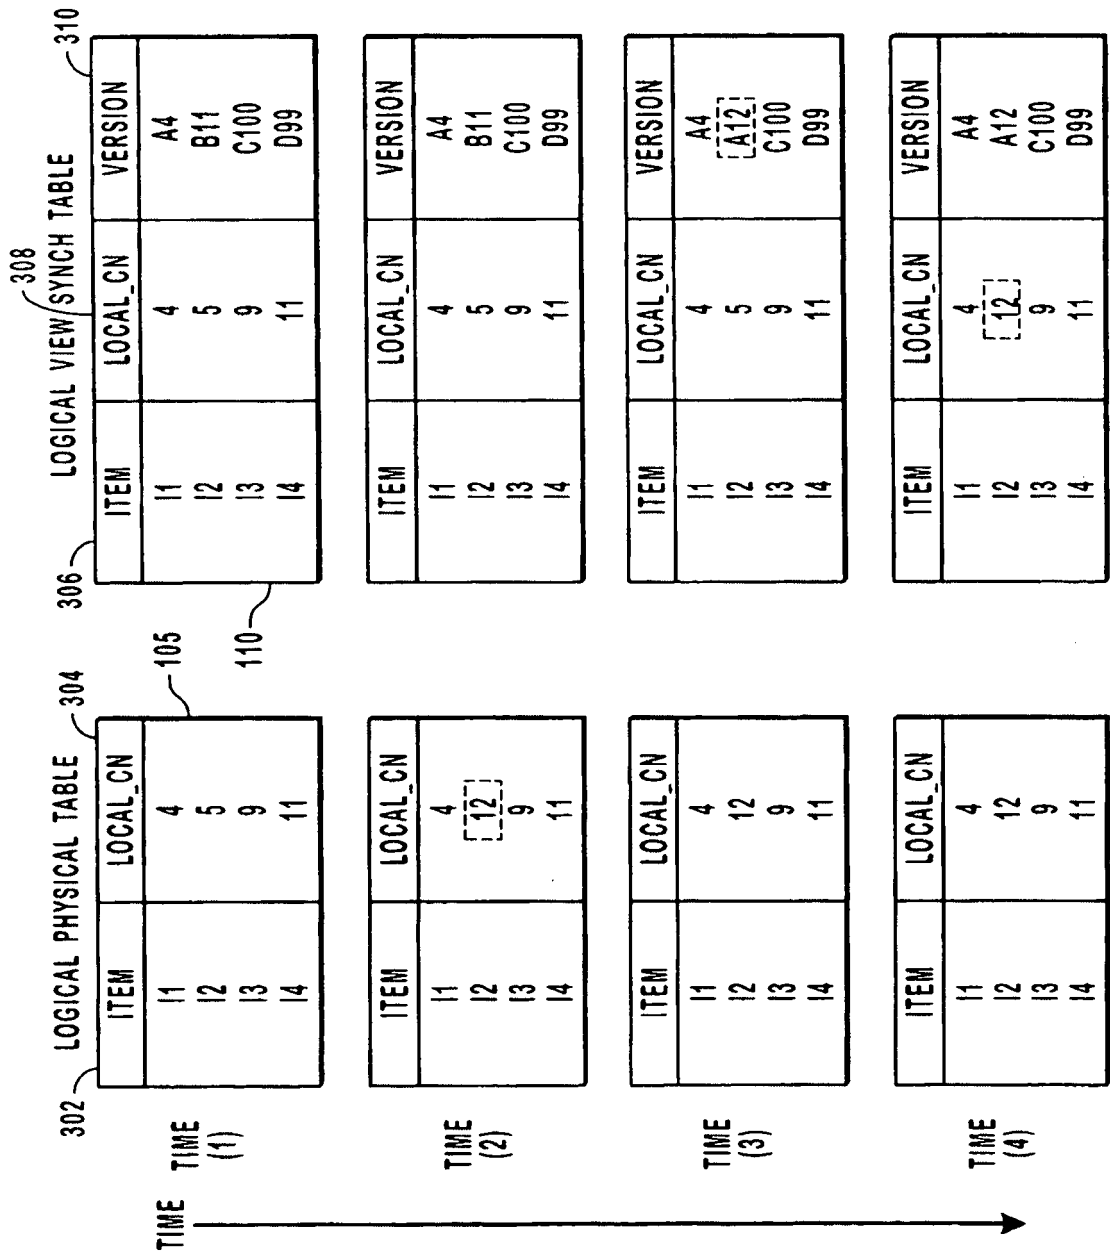 LOGICAL PHYSICAL TABLE
LOGICAL VIEW/SYNCH TABLE
302
304
306
308
310
105
110
TIME
TIME
(1)
ITEM LOCAL_CN
I1 4
I2 5
I3 9
I4 11
ITEM LOCAL_CN VERSION
I1 4 A4
I2 5 B11
I3 9 C100
I4 11 D99
TIME
(2)
ITEM LOCAL_CN
I1 4
I2 12
I3 9
I4 11
ITEM LOCAL_CN VERSION
I1 4 A4
I2 5 B11
I3 9 C100
I4 11 D99
TIME
(3)
ITEM LOCAL_CN
I1 4
I2 12
I3 9
I4 11
ITEM LOCAL_CN VERSION
I1 4 A4
I2 5 A12
I3 9 C100
I4 11 D99
TIME
(4)
ITEM LOCAL_CN
I1 4
I2 12
I3 9
I4 11
ITEM LOCAL_CN VERSION
I1 4 A4
I2 12 A12
I3 9 C100
I4 11 D99